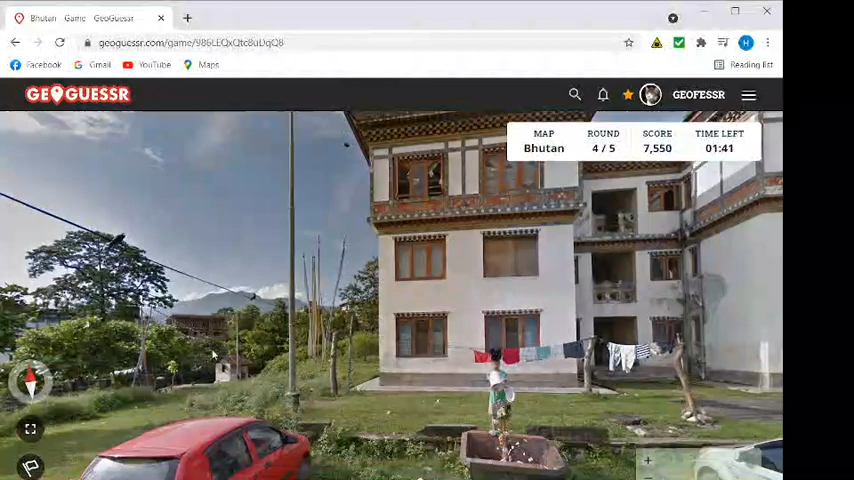 Bhutan - Game - GeoGuessr
geoguessr.com/game/986LEQxQtcBuDqQ8
Facebook
Gmail
YouTube
Maps
Reading list
GEOGUESSR
GEOFESSR
MAP
ROUND
SCORE
TIME LEFT
Bhutan
4 / 5
7,550
01:41